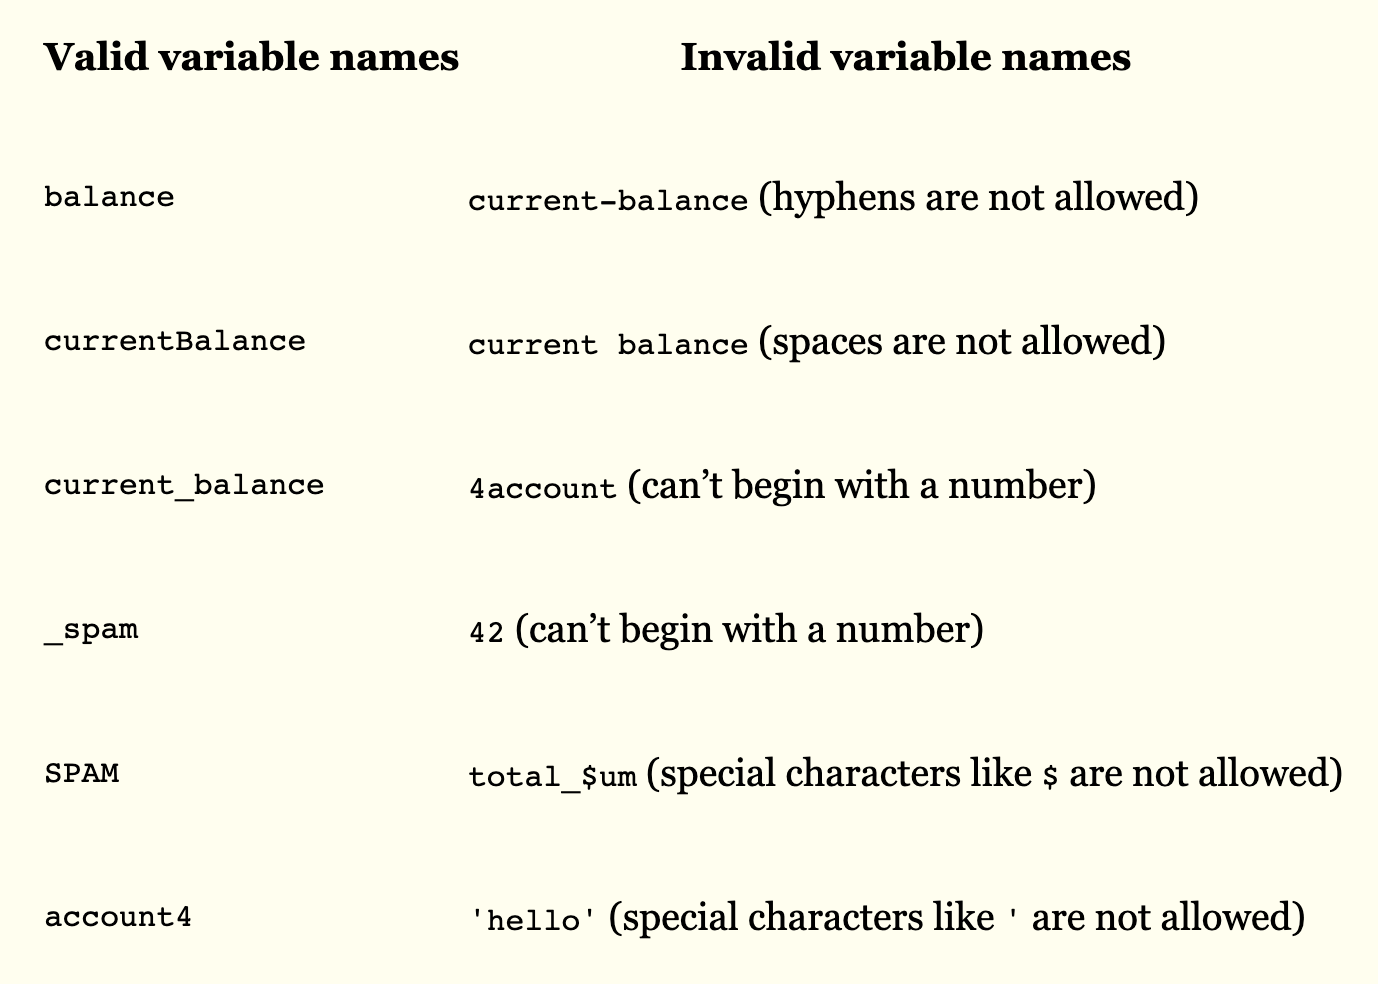 Valid variable names Invalid variable names
balance current-balance (hyphens are not allowed)
currentBalance current balance (spaces are not allowed)
current_balance 4account (can’t begin with a number)
_spam 42 (can’t begin with a number)
SPAM total_$um (special characters like $ are not allowed)
account4 'hello' (special characters like ' are not allowed)